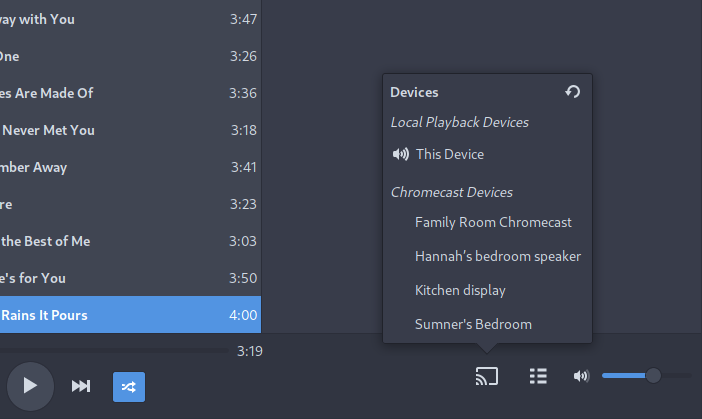 way with You 3:47
One 3:26
es Are Made Of 3:36
Never Met You 3:18
mber Away 3:41
re 3:23
the Best of Me 3:03
e's for You 3:50
Rains It Pours 4:00
3:19
Devices
Local Playback Devices
This Device
Chromecast Devices
Family Room Chromecast
Hannah’s bedroom speaker
Kitchen display
Sumner's Bedroom